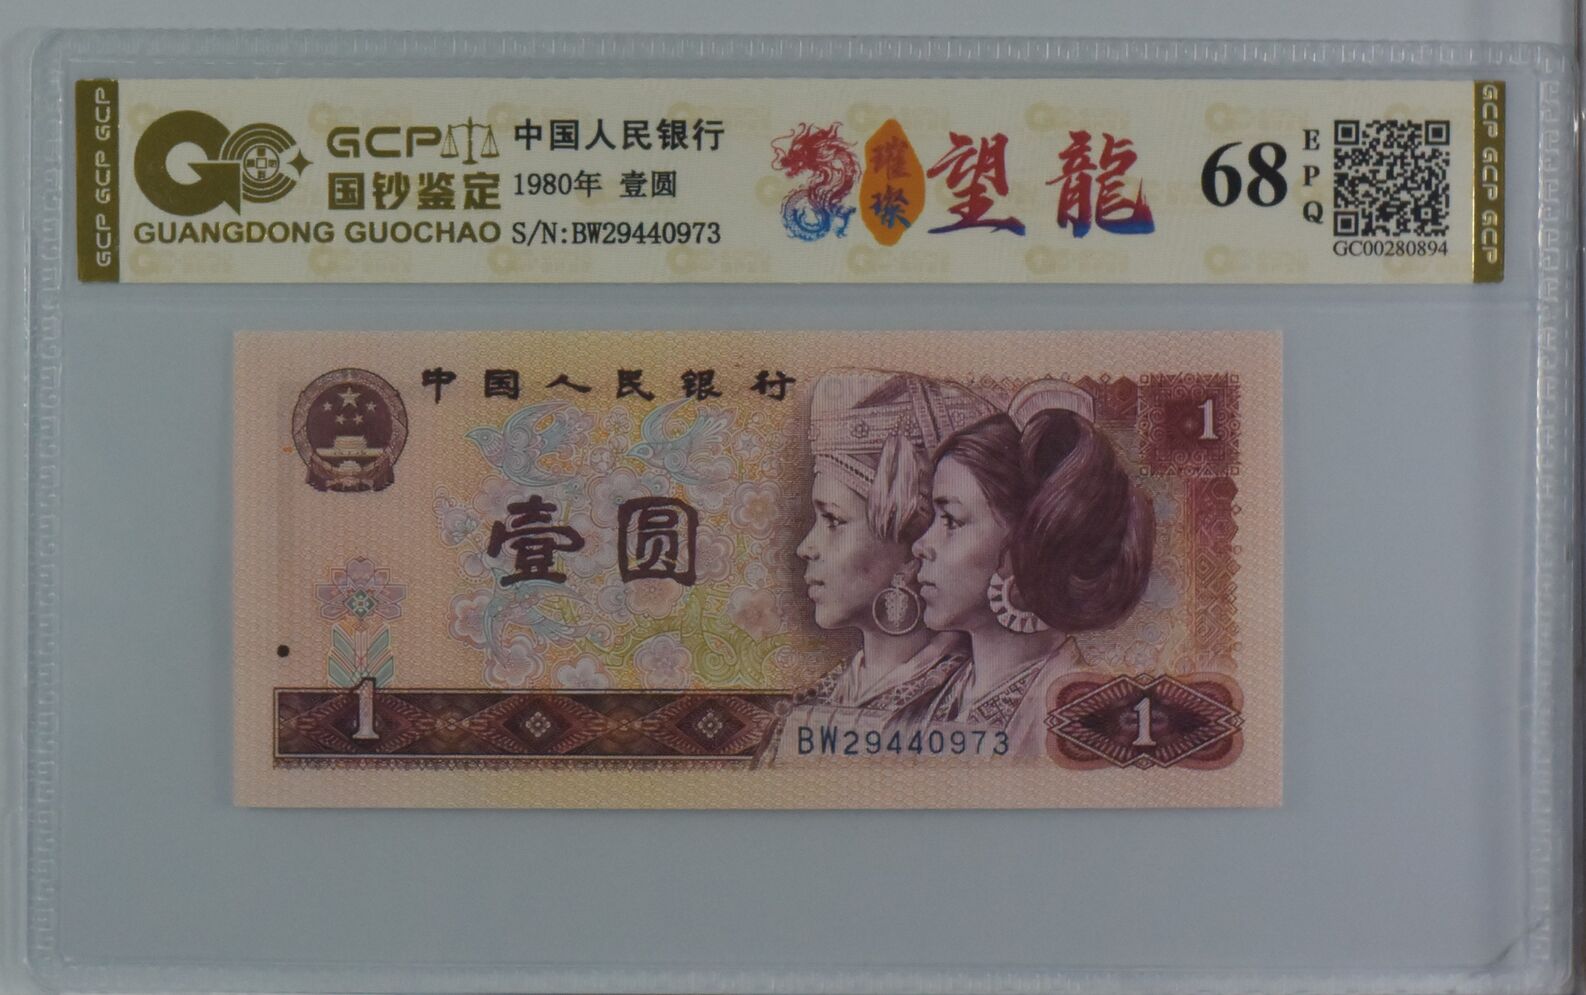 GCP GCP GCP
GCP
国钞鉴定
GUANGDONG GUOCHAO
中国人民银行
1980年 壹圆
S/N:BW29440973
璀璨
望龍
68
EPQ
GC00280894
GCP GCP GCP
中国人民银行
1
壹圆
1
BW29440973
1